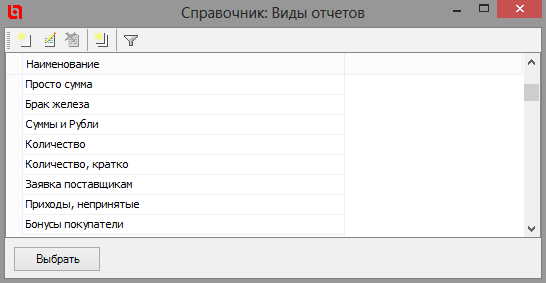 Справочник: Виды отчетов
Наименование
Просто сумма
Брак железа
Суммы и Рубли
Количество
Количество, кратко
Заявка поставщикам
Приходы, непринятые
Бонусы покупатели
Выбрать